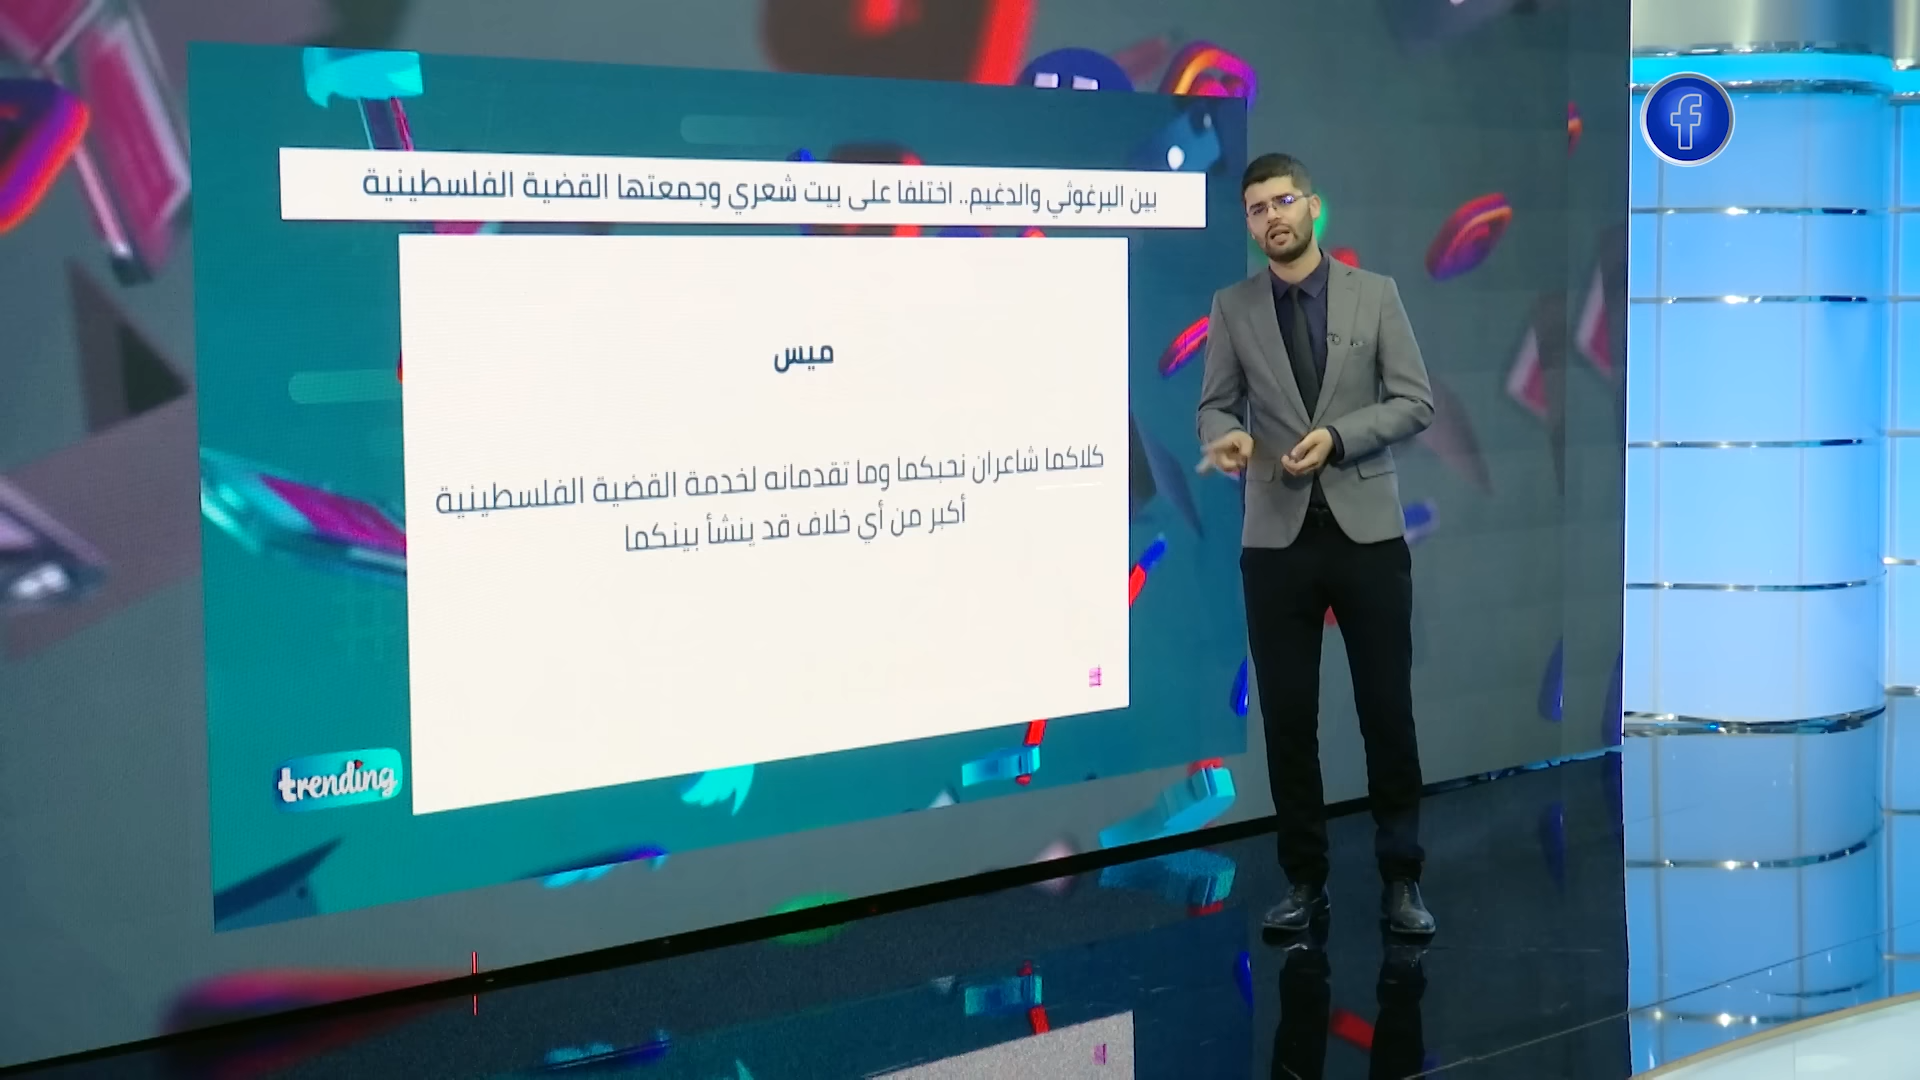 بين البرغوثي والدغيم.. اختلفا على بيت شعري وجمعتها القضية الفلسطينية
ميس
كلاكما شاعران نحبكما وما تقدمانه لخدمة القضية الفلسطينية
أكبر من أي خلاف قد ينشأ بينكما
trending
f